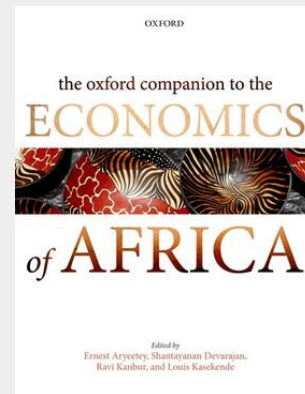 OXFORD
the oxford companion to the
ECONOMICS
of AFRICA
Edited by
Ernest Aryeetey, Shantayanan Devarajan,
Ravi Kanbur, and Louis Kasekende